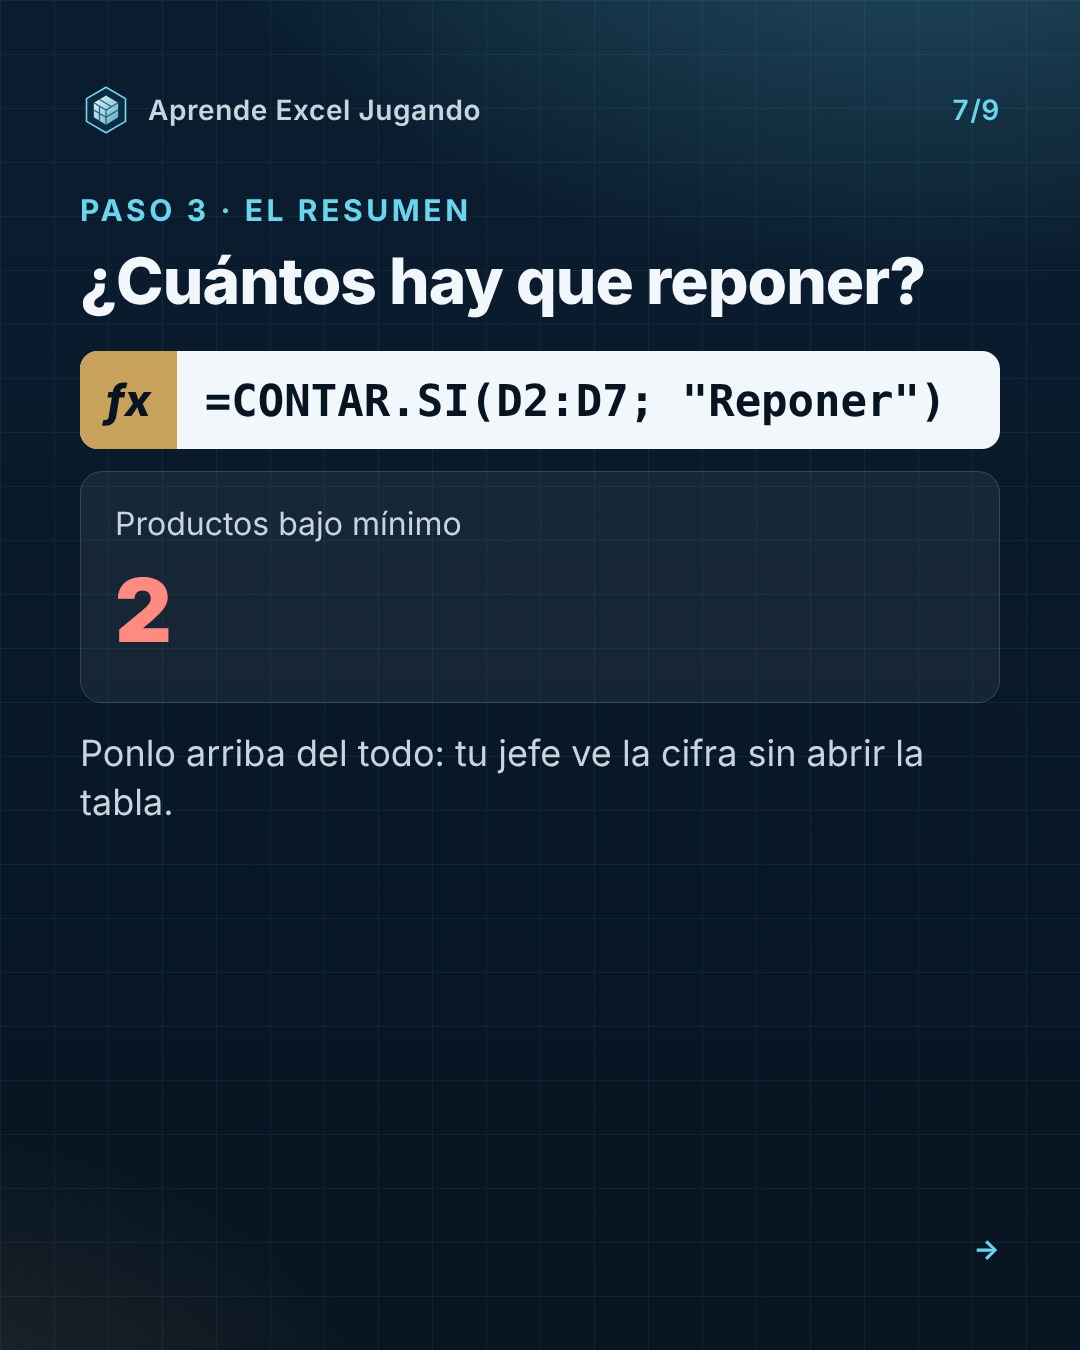 Aprende Excel Jugando
7/9
PASO 3 · EL RESUMEN
¿Cuántos hay que reponer?
fx =CONTAR.SI(D2:D7; "Reponer")
Productos bajo mínimo
2
Ponlo arriba del todo: tu jefe ve la cifra sin abrir la
tabla.
→